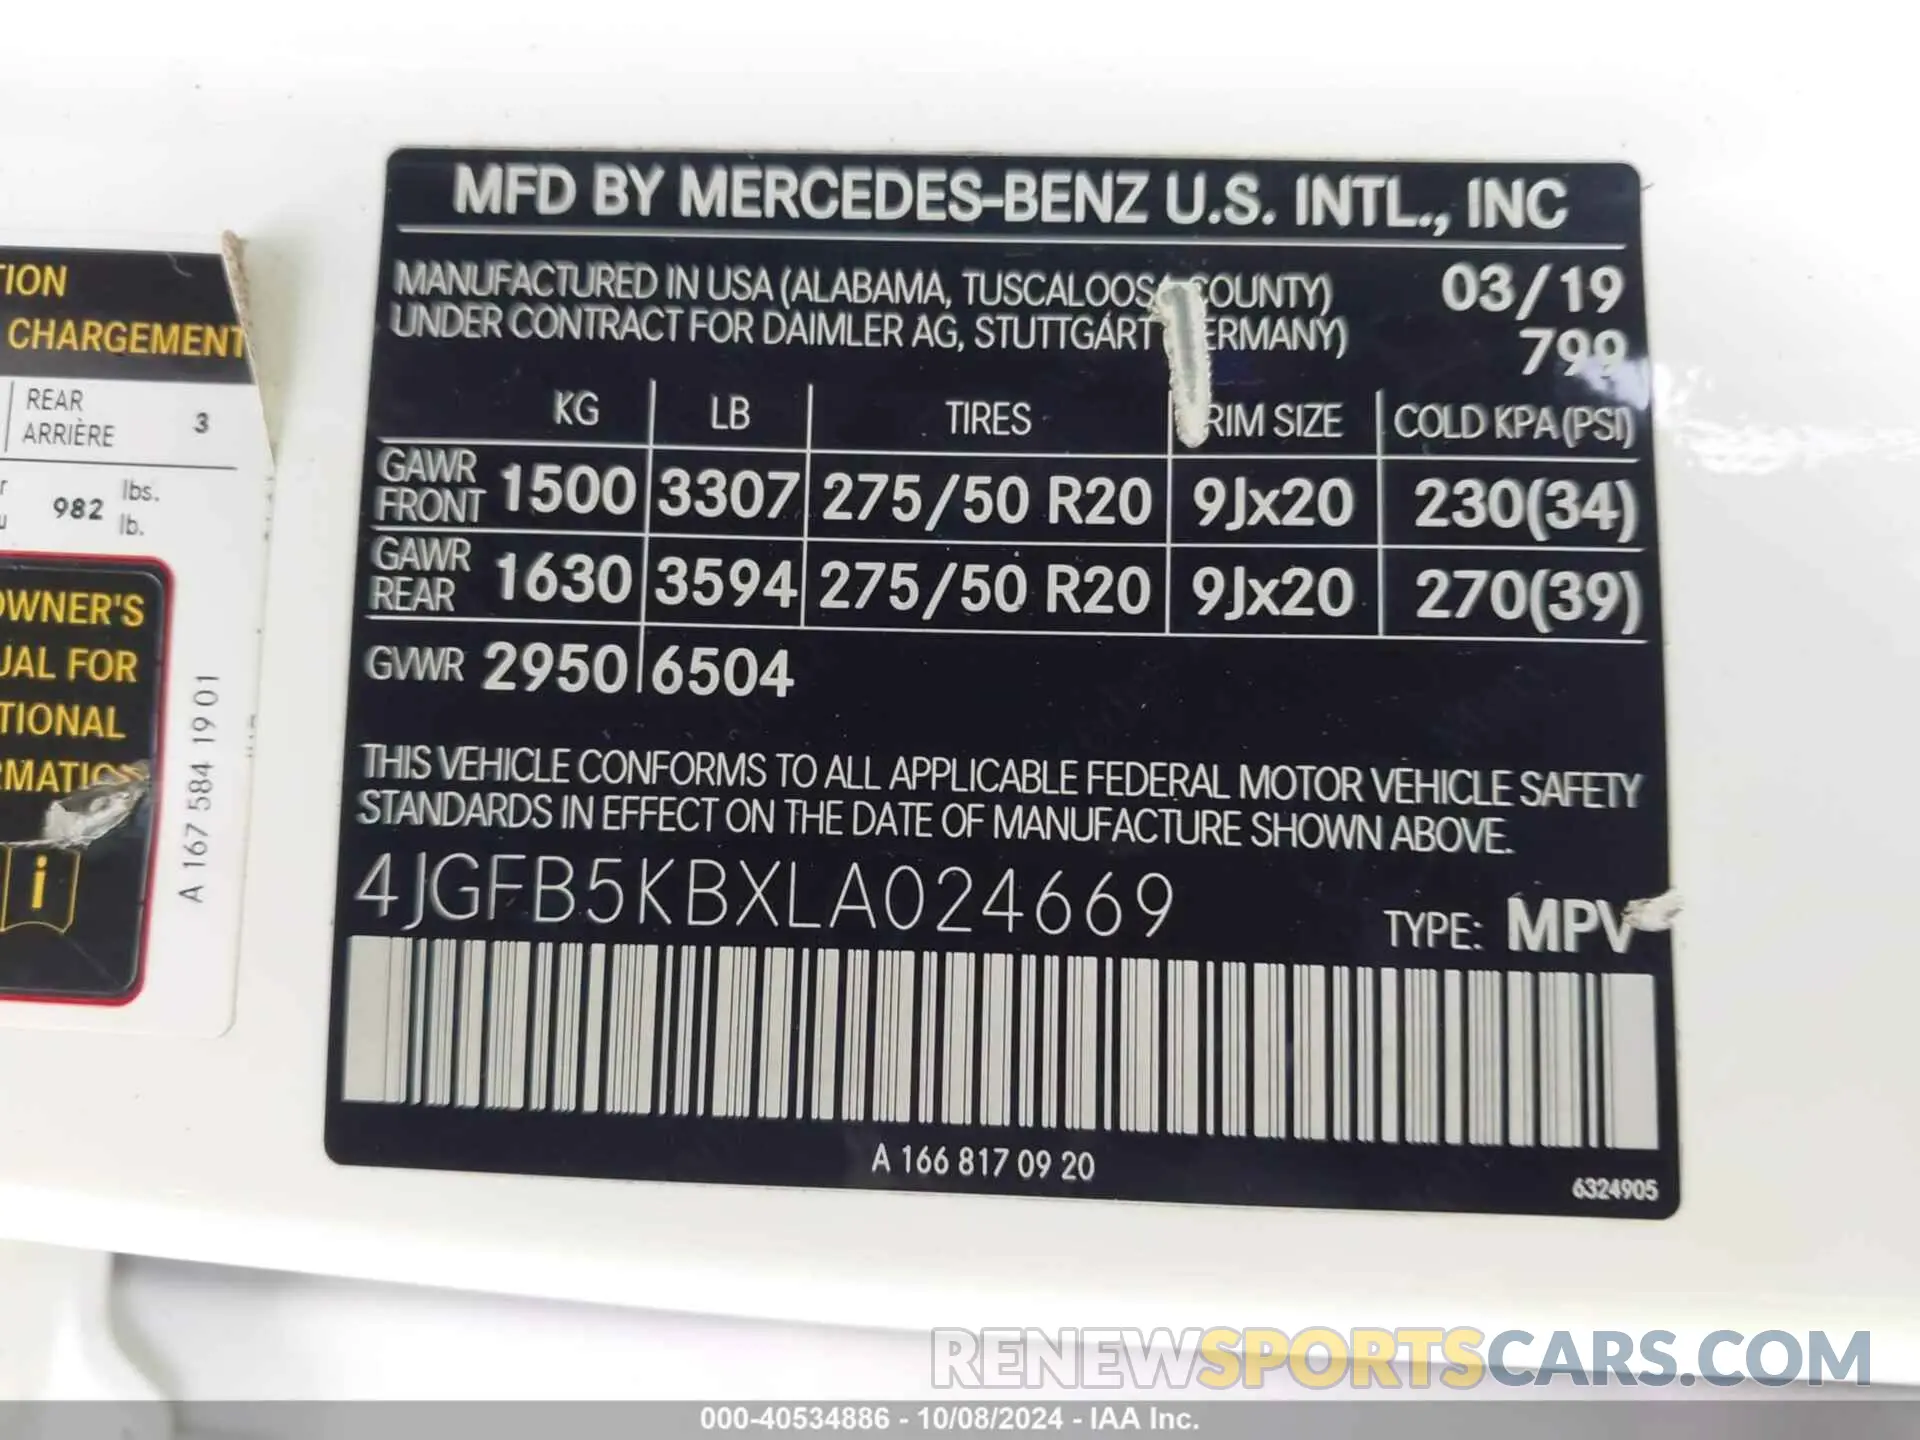 MFD BY MERCEDES-BENZ U.S. INTL., INC
MANUFACTURED IN USA (ALABAMA, TUSCALOOSA COUNTY) 03/19
UNDER CONTRACT FOR DAIMLER AG, STUTTGART (GERMANY) 799
KG LB TIRES RIM SIZE COLD KPA (PSI)
GAWR FRONT 1500 3307 275/50 R20 9Jx20 230(34)
GAWR REAR 1630 3594 275/50 R20 9Jx20 270(39)
GVWR 2950 6504
THIS VEHICLE CONFORMS TO ALL APPLICABLE FEDERAL MOTOR VEHICLE SAFETY
STANDARDS IN EFFECT ON THE DATE OF MANUFACTURE SHOWN ABOVE.
4JGFB5KBXLA024669 TYPE: MPV
A 166 817 09 20
6324905
TION
CHARGEMENT
REAR 3
ARRIÈRE
982 lbs.
lb.
OWNER'S
UAL FOR
TIONAL
RMATIO
i
A 167 584 19 01
RENEWSPORTSCARS.COM
000-40534886 - 10/08/2024 - IAA Inc.